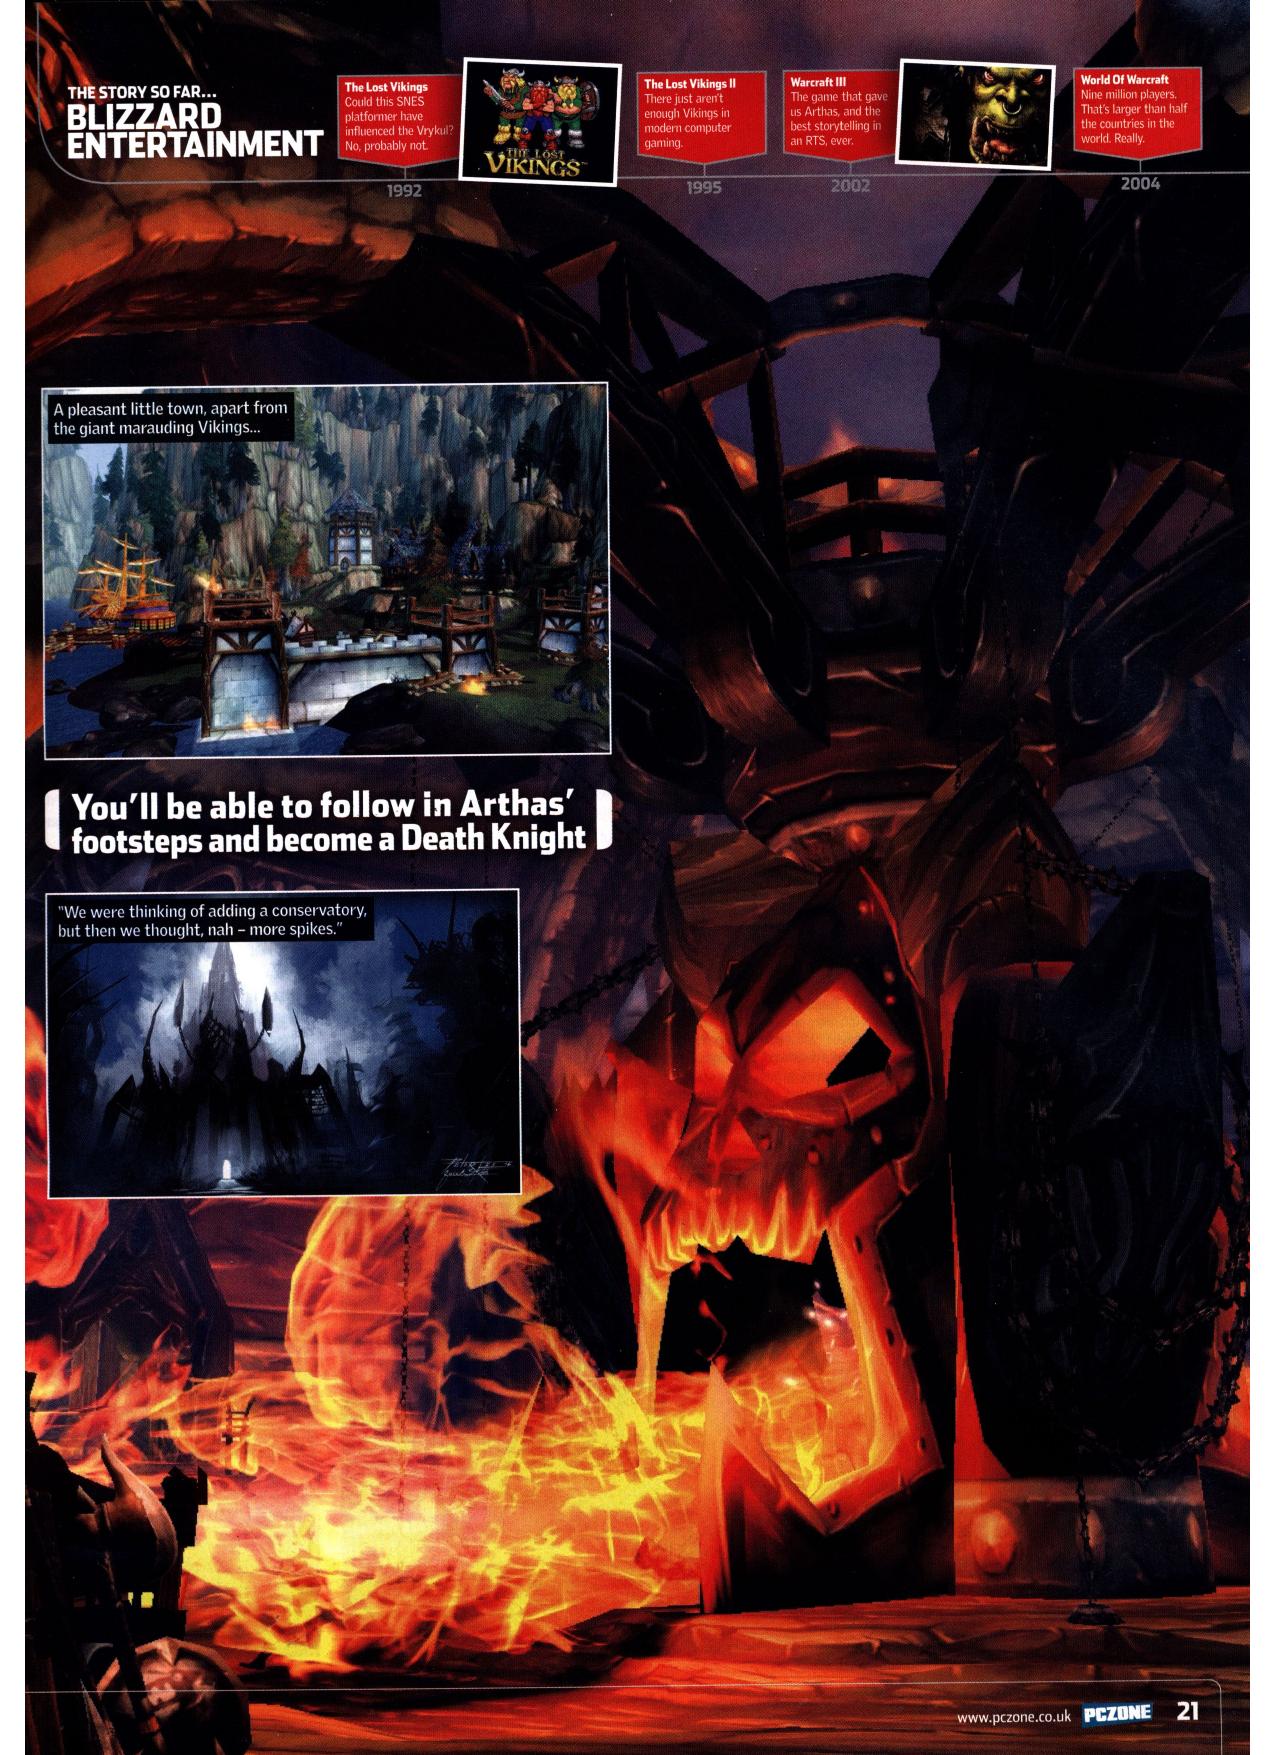 THE STORY SO FAR...
BLIZZARD
ENTERTAINMENT
The Lost Vikings
Could this SNES
platformer have
influenced the Vrykul?
No, probably not.
1992
THE LOST
VIKINGS
The Lost Vikings II
There just aren't
enough Vikings in
modern computer
gaming.
1995
Warcraft III
The game that gave
us Arthas, and the
best storytelling in
an RTS, ever.
2002
World Of Warcraft
Nine million players.
That's larger than half
the countries in the
world. Really.
2004
A pleasant little town, apart from
the giant marauding Vikings...
You'll be able to follow in Arthas'
footsteps and become a Death Knight
"We were thinking of adding a conservatory,
but then we thought, nah – more spikes."
www.pczone.co.uk PCZONE 21